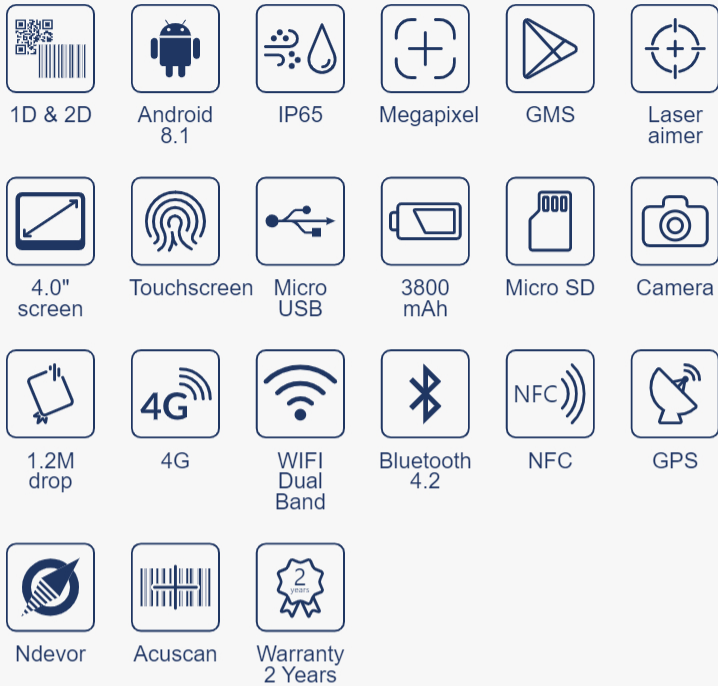 1D & 2D
Android
8.1
IP65
Megapixel
GMS
Laser
aimer
4.0"
screen
Touchscreen
Micro
USB
3800
mAh
Micro SD
Camera
1.2M
drop
4G
4G
WIFI
Dual
Band
Bluetooth
4.2
NFC
NFC
GPS
Ndevor
Acuscan
2
years
Warranty
2 Years